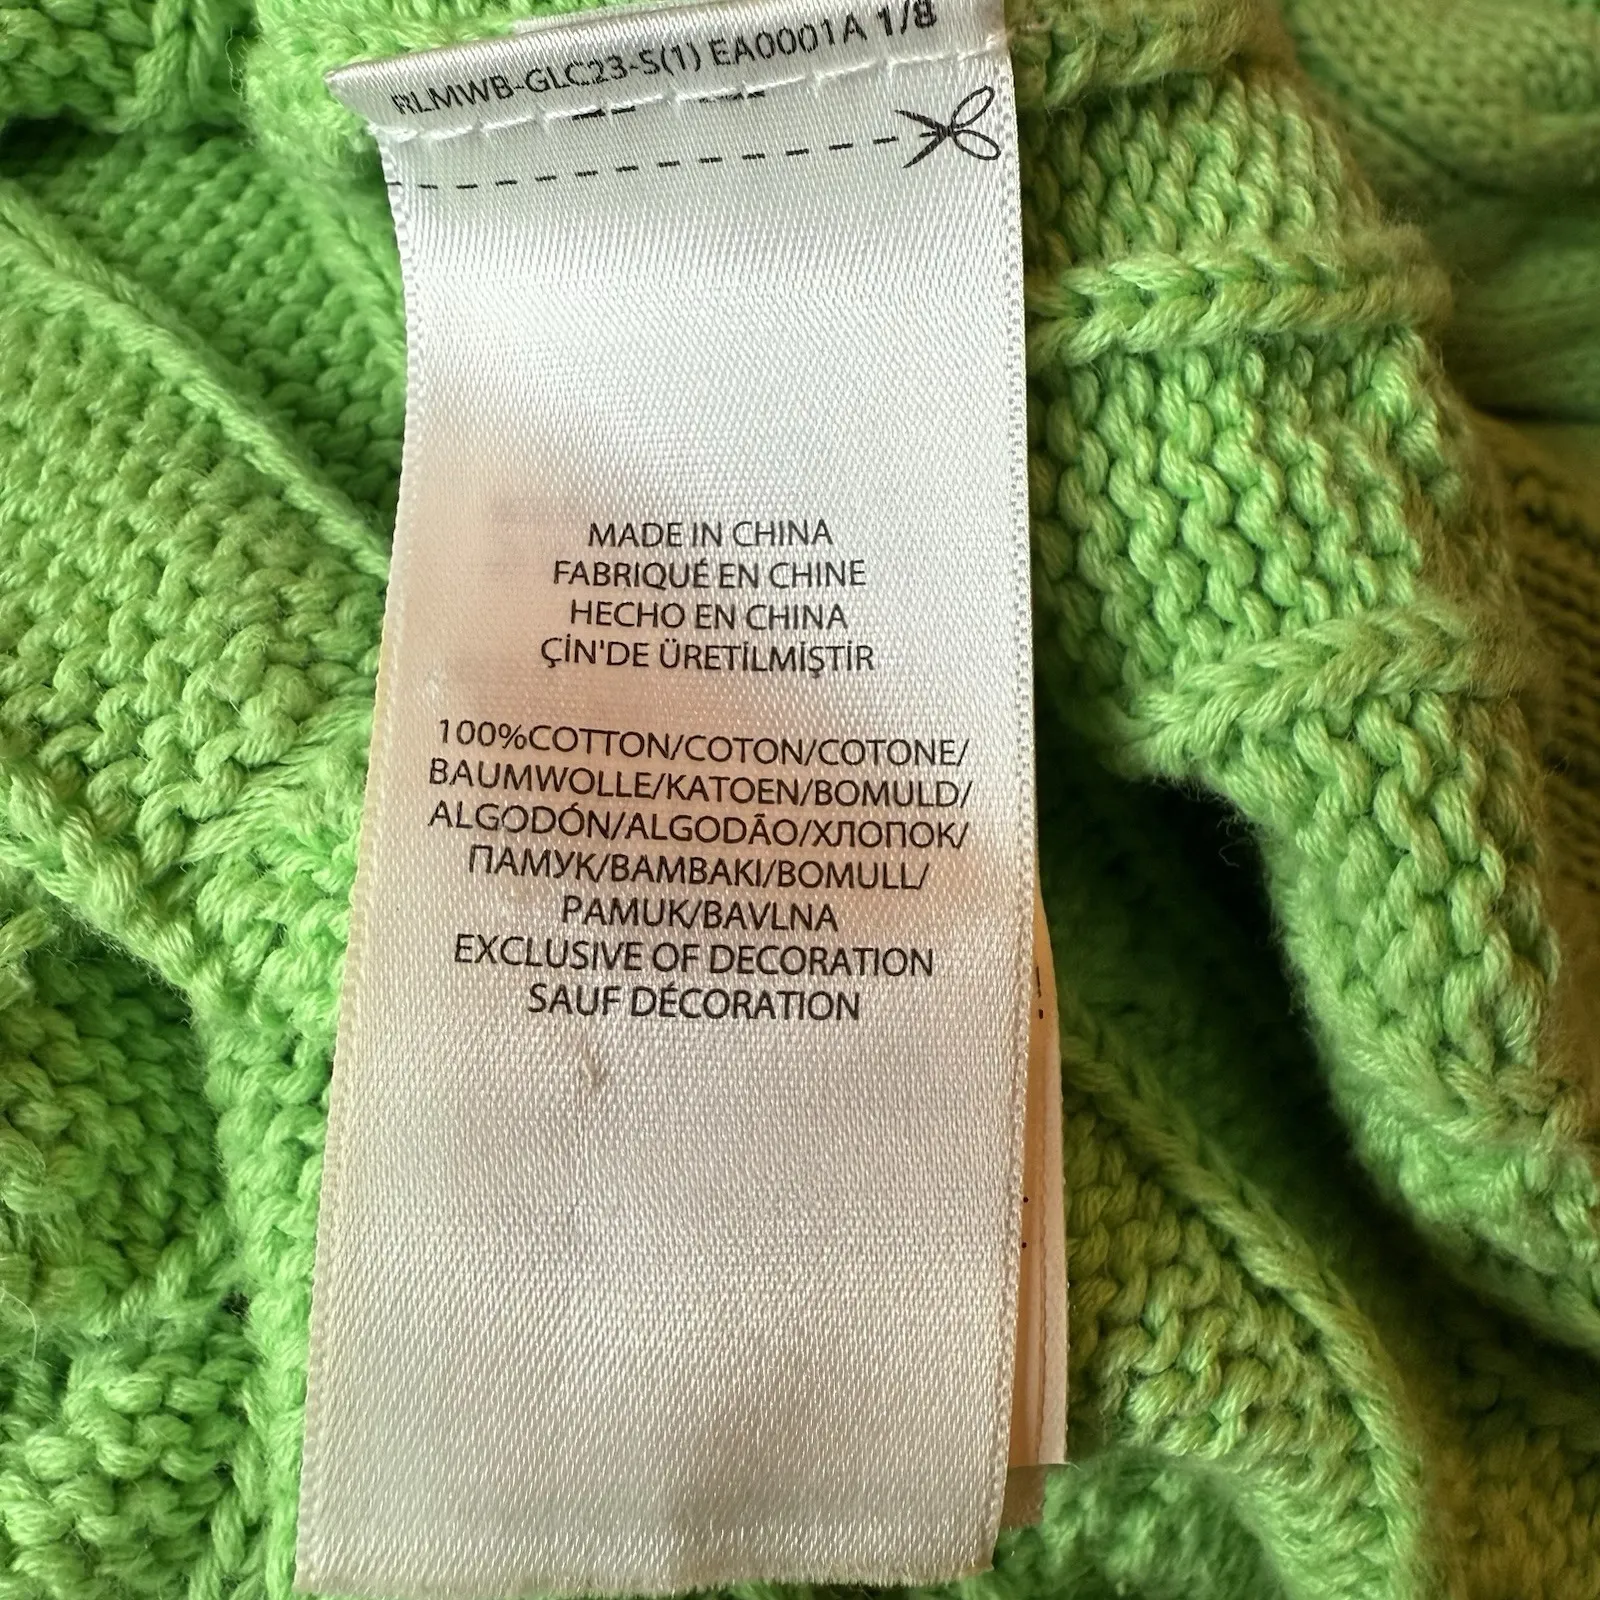 RLMWB-GLC23-S(1) EA0001A 1/8
MADE IN CHINA
FABRIQUÉ EN CHINE
HECHO EN CHINA
ÇİN'DE ÜRETİLMİŞTİR
100%COTTON/COTON/COTONE/
BAUMWOLLE/KATOEN/BOMULD/
ALGODÓN/ALGODÃO/ХЛОПОК/
ПАМУК/BAMBAKI/BOMULL/
PAMUK/BAVLNA
EXCLUSIVE OF DECORATION
SAUF DÉCORATION